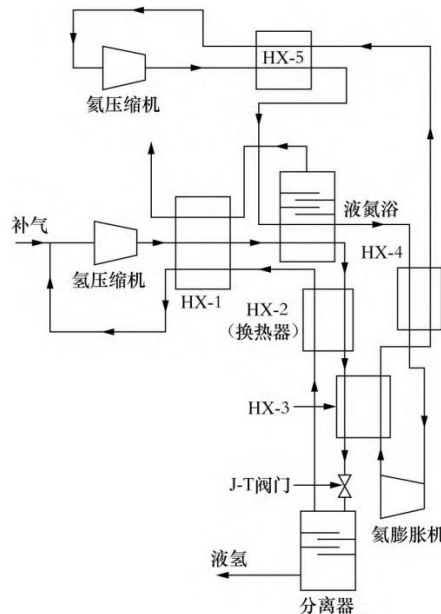 HX-5
氦压缩机
液氮浴
补气
HX-4
氢压缩机
HX-1
HX-2
（换热器）
HX-3
J-T阀门
氦膨胀机
液氢
分离器